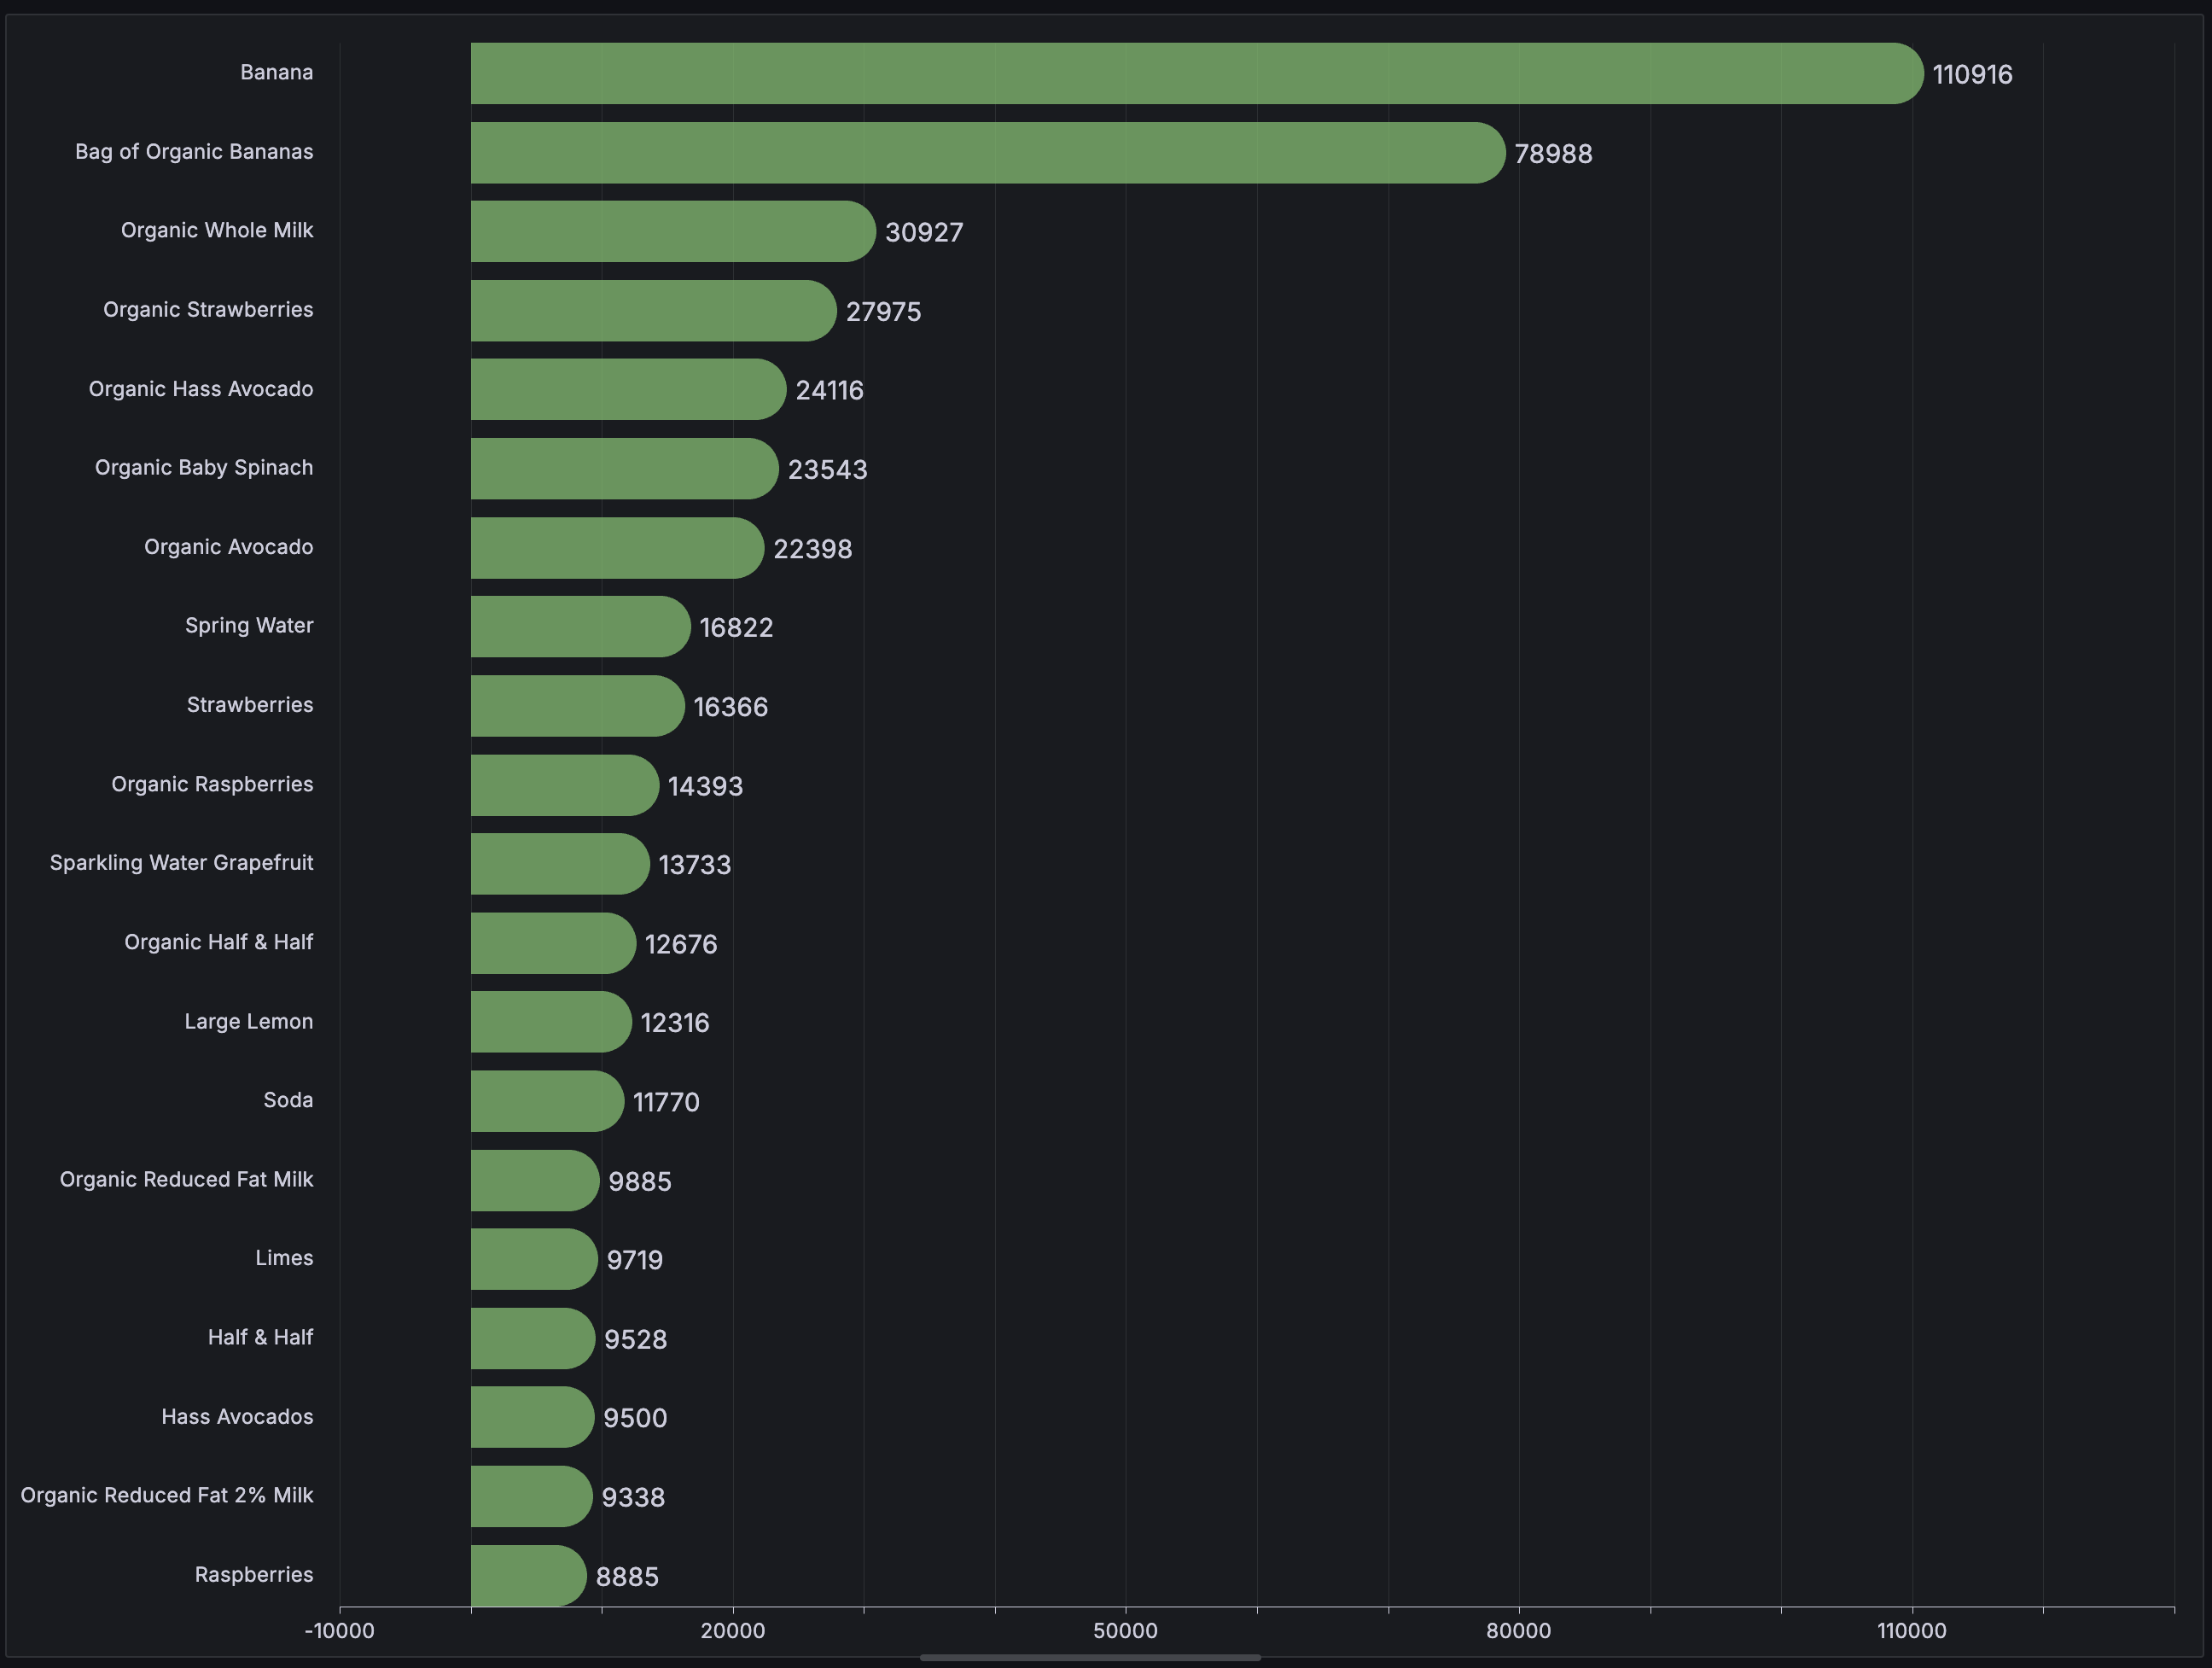 Banana 110916
Bag of Organic Bananas 78988
Organic Whole Milk 30927
Organic Strawberries 27975
Organic Hass Avocado 24116
Organic Baby Spinach 23543
Organic Avocado 22398
Spring Water 16822
Strawberries 16366
Organic Raspberries 14393
Sparkling Water Grapefruit 13733
Organic Half & Half 12676
Large Lemon 12316
Soda 11770
Organic Reduced Fat Milk 9885
Limes 9719
Half & Half 9528
Hass Avocados 9500
Organic Reduced Fat 2% Milk 9338
Raspberries 8885
-10000 20000 50000 80000 110000